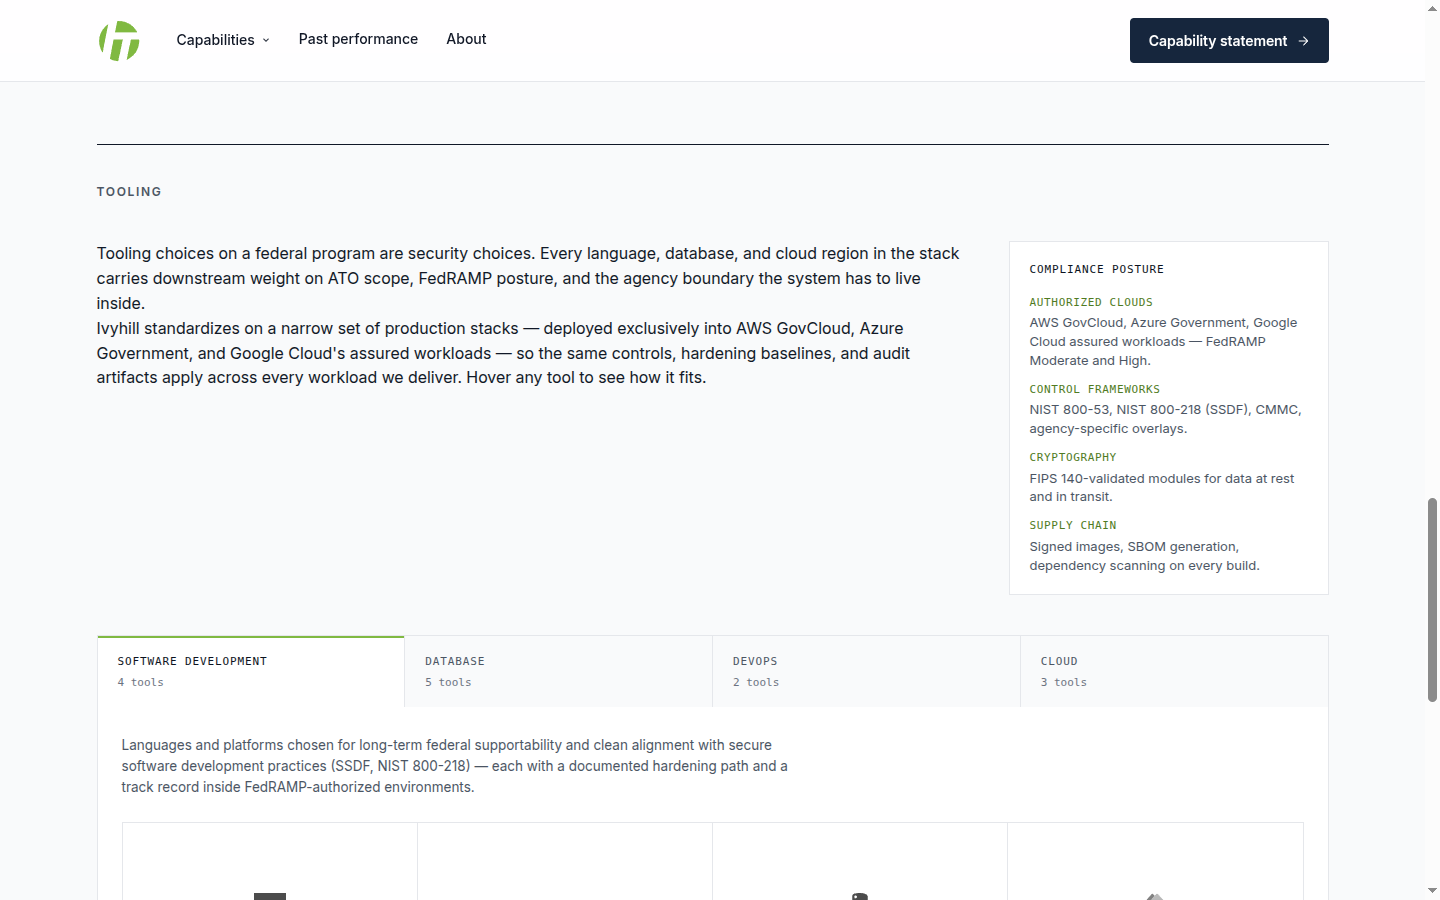 Capabilities
Past performance
About
Capability statement
TOOLING
Tooling choices on a federal program are security choices. Every language, database, and cloud region in the stack
carries downstream weight on ATO scope, FedRAMP posture, and the agency boundary the system has to live
inside.
Ivyhill standardizes on a narrow set of production stacks — deployed exclusively into AWS GovCloud, Azure
Government, and Google Cloud's assured workloads — so the same controls, hardening baselines, and audit
artifacts apply across every workload we deliver. Hover any tool to see how it fits.
COMPLIANCE POSTURE
AUTHORIZED CLOUDS
AWS GovCloud, Azure Government, Google
Cloud assured workloads — FedRAMP
Moderate and High.
CONTROL FRAMEWORKS
NIST 800-53, NIST 800-218 (SSDF), CMMC,
agency-specific overlays.
CRYPTOGRAPHY
FIPS 140-validated modules for data at rest
and in transit.
SUPPLY CHAIN
Signed images, SBOM generation,
dependency scanning on every build.
SOFTWARE DEVELOPMENT
4 tools
DATABASE
5 tools
DEVOPS
2 tools
CLOUD
3 tools
Languages and platforms chosen for long-term federal supportability and clean alignment with secure
software development practices (SSDF, NIST 800-218) — each with a documented hardening path and a
track record inside FedRAMP-authorized environments.